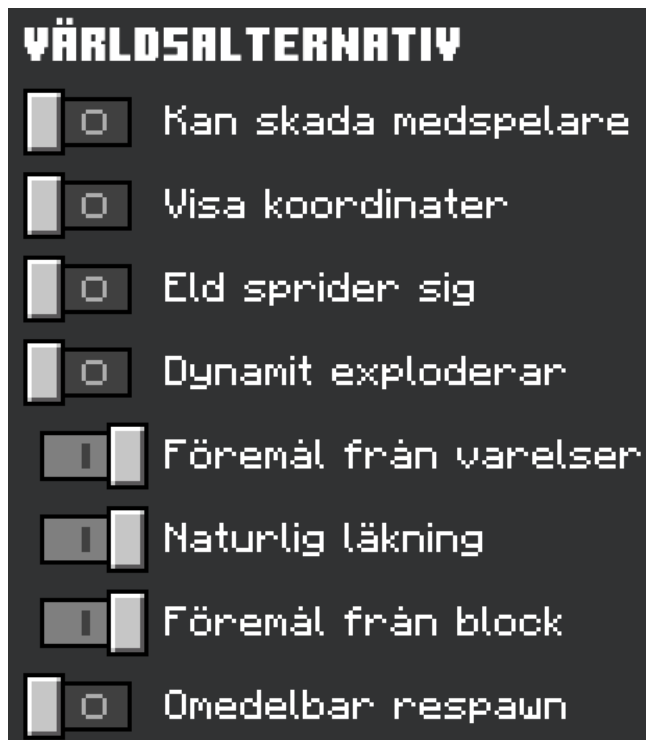 VÄRLDSALTERNATIV
Kan skada medspelare
Visa koordinater
Eld sprider sig
Dynamit exploderar
Föremål från varelser
Naturlig läkning
Föremål från block
Omedelbar respawn